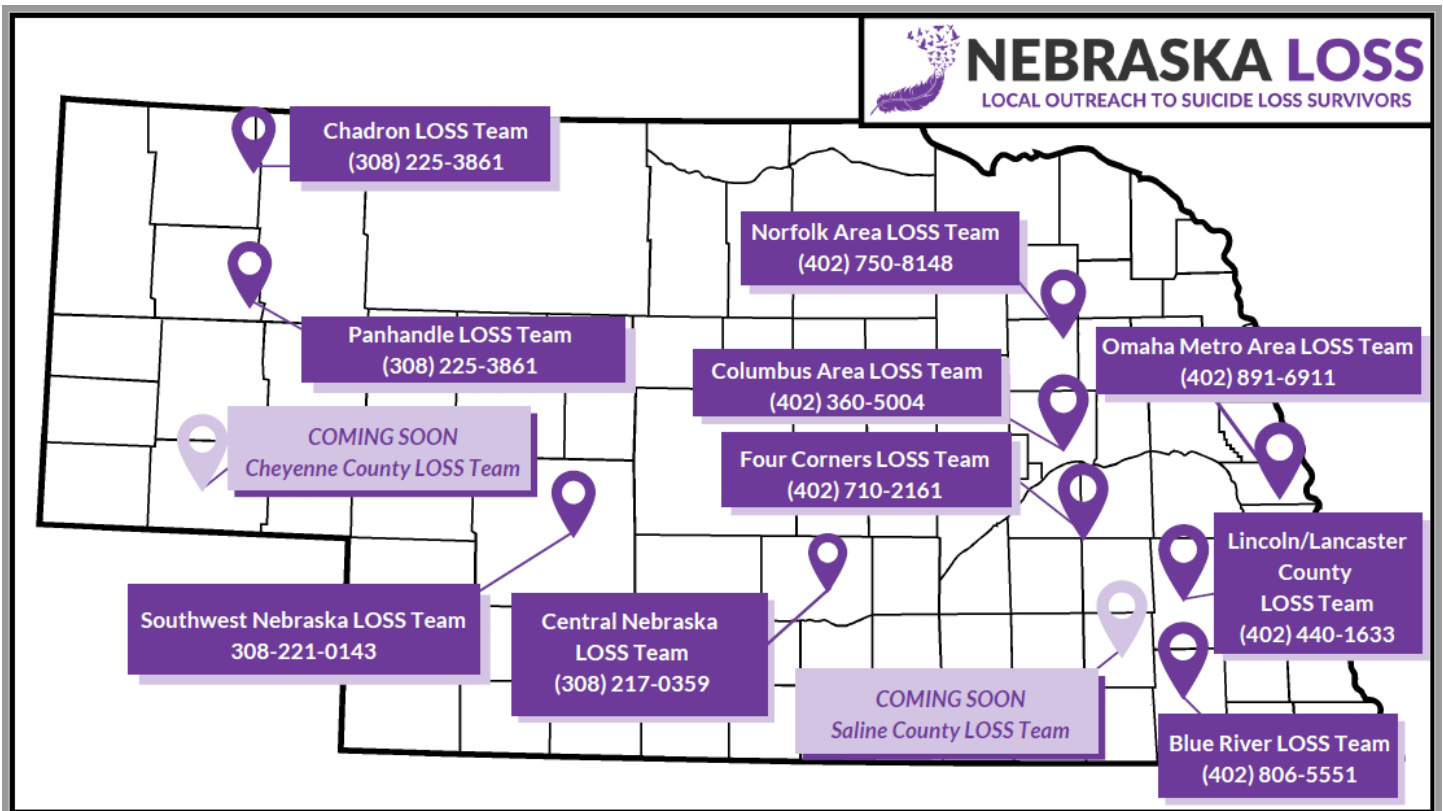 NEBRASKA LOSS
LOCAL OUTREACH TO SUICIDE LOSS SURVIVORS
Chadron LOSS Team
(308) 225-3861
Norfolk Area LOSS Team
(402) 750-8148
Panhandle LOSS Team
(308) 225-3861
Omaha Metro Area LOSS Team
(402) 891-6911
Columbus Area LOSS Team
(402) 360-5004
COMING SOON
Cheyenne County LOSS Team
Four Corners LOSS Team
(402) 710-2161
Lincoln/Lancaster
County
LOSS Team
(402) 440-1633
Southwest Nebraska LOSS Team
308-221-0143
Central Nebraska
LOSS Team
(308) 217-0359
COMING SOON
Saline County LOSS Team
Blue River LOSS Team
(402) 806-5551